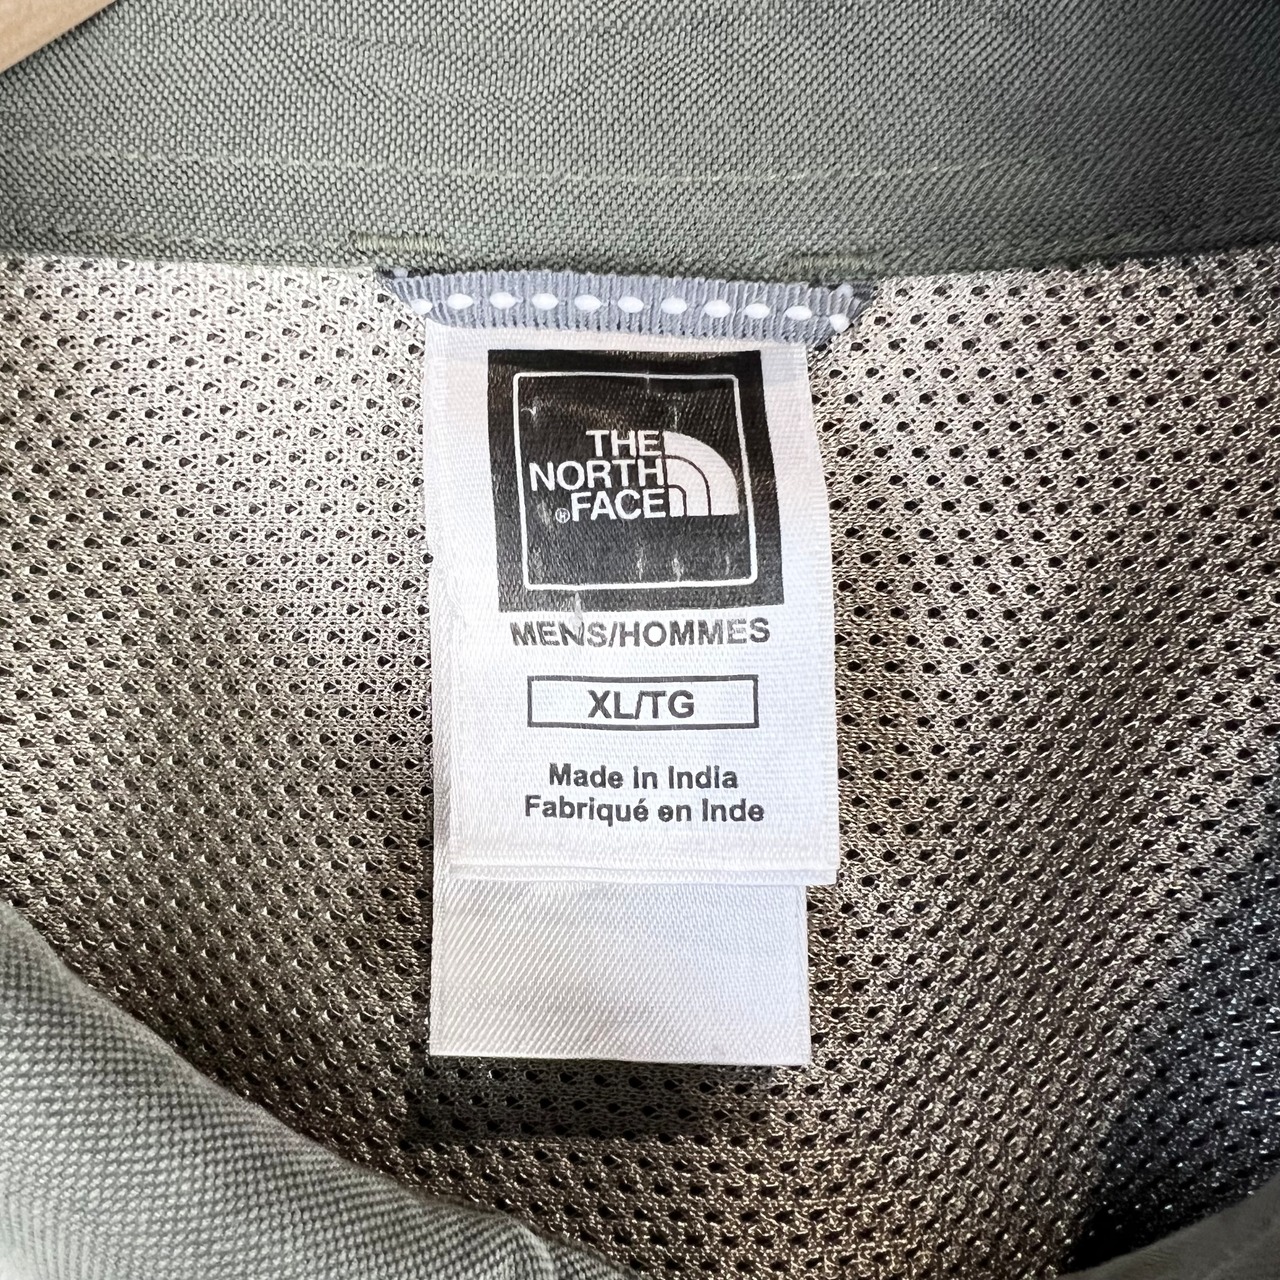 THE
NORTH
®FACE
MENS/HOMMES
XL/TG
Made in India
Fabriqué en Inde